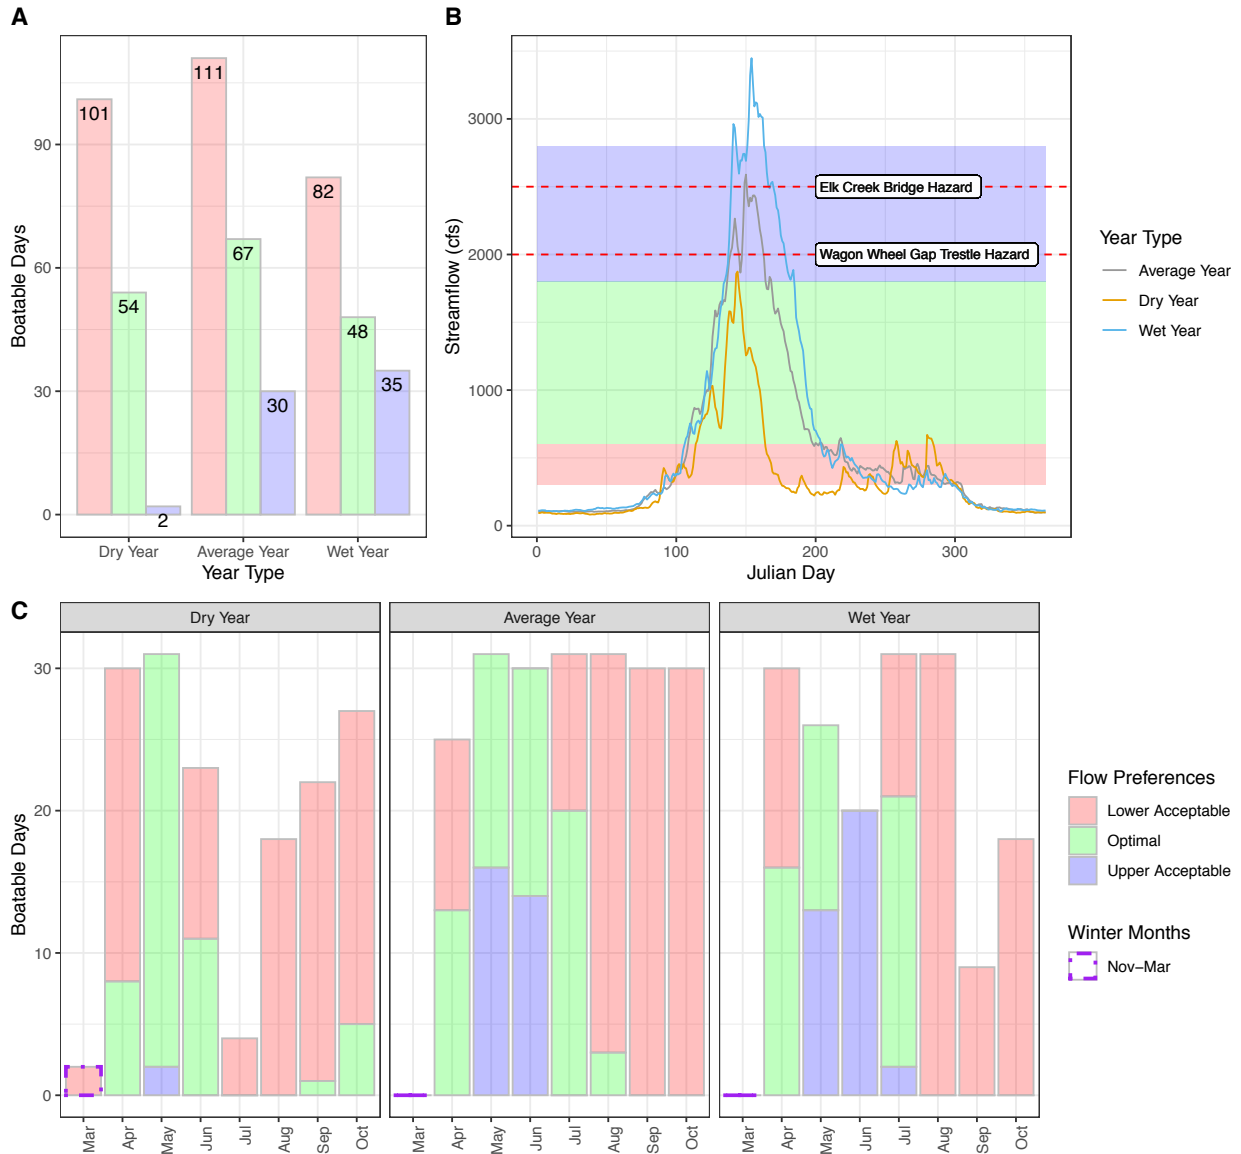 A
Boatable Days
90
60
30
0
101
54
2
111
67
30
82
48
35
Dry Year
Average Year
Wet Year
Year Type
B
Streamflow (cfs)
3000
2000
1000
0
Elk Creek Bridge Hazard
Wagon Wheel Gap Trestle Hazard
0
100
200
300
Julian Day
Year Type
Average Year
Dry Year
Wet Year
C
Dry Year
Average Year
Wet Year
Boatable Days
30
20
10
0
Mar
Apr
May
Jun
Jul
Aug
Sep
Oct
Mar
Apr
May
Jun
Jul
Aug
Sep
Oct
Mar
Apr
May
Jun
Jul
Aug
Sep
Oct
Flow Preferences
Lower Acceptable
Optimal
Upper Acceptable
Winter Months
Nov−Mar